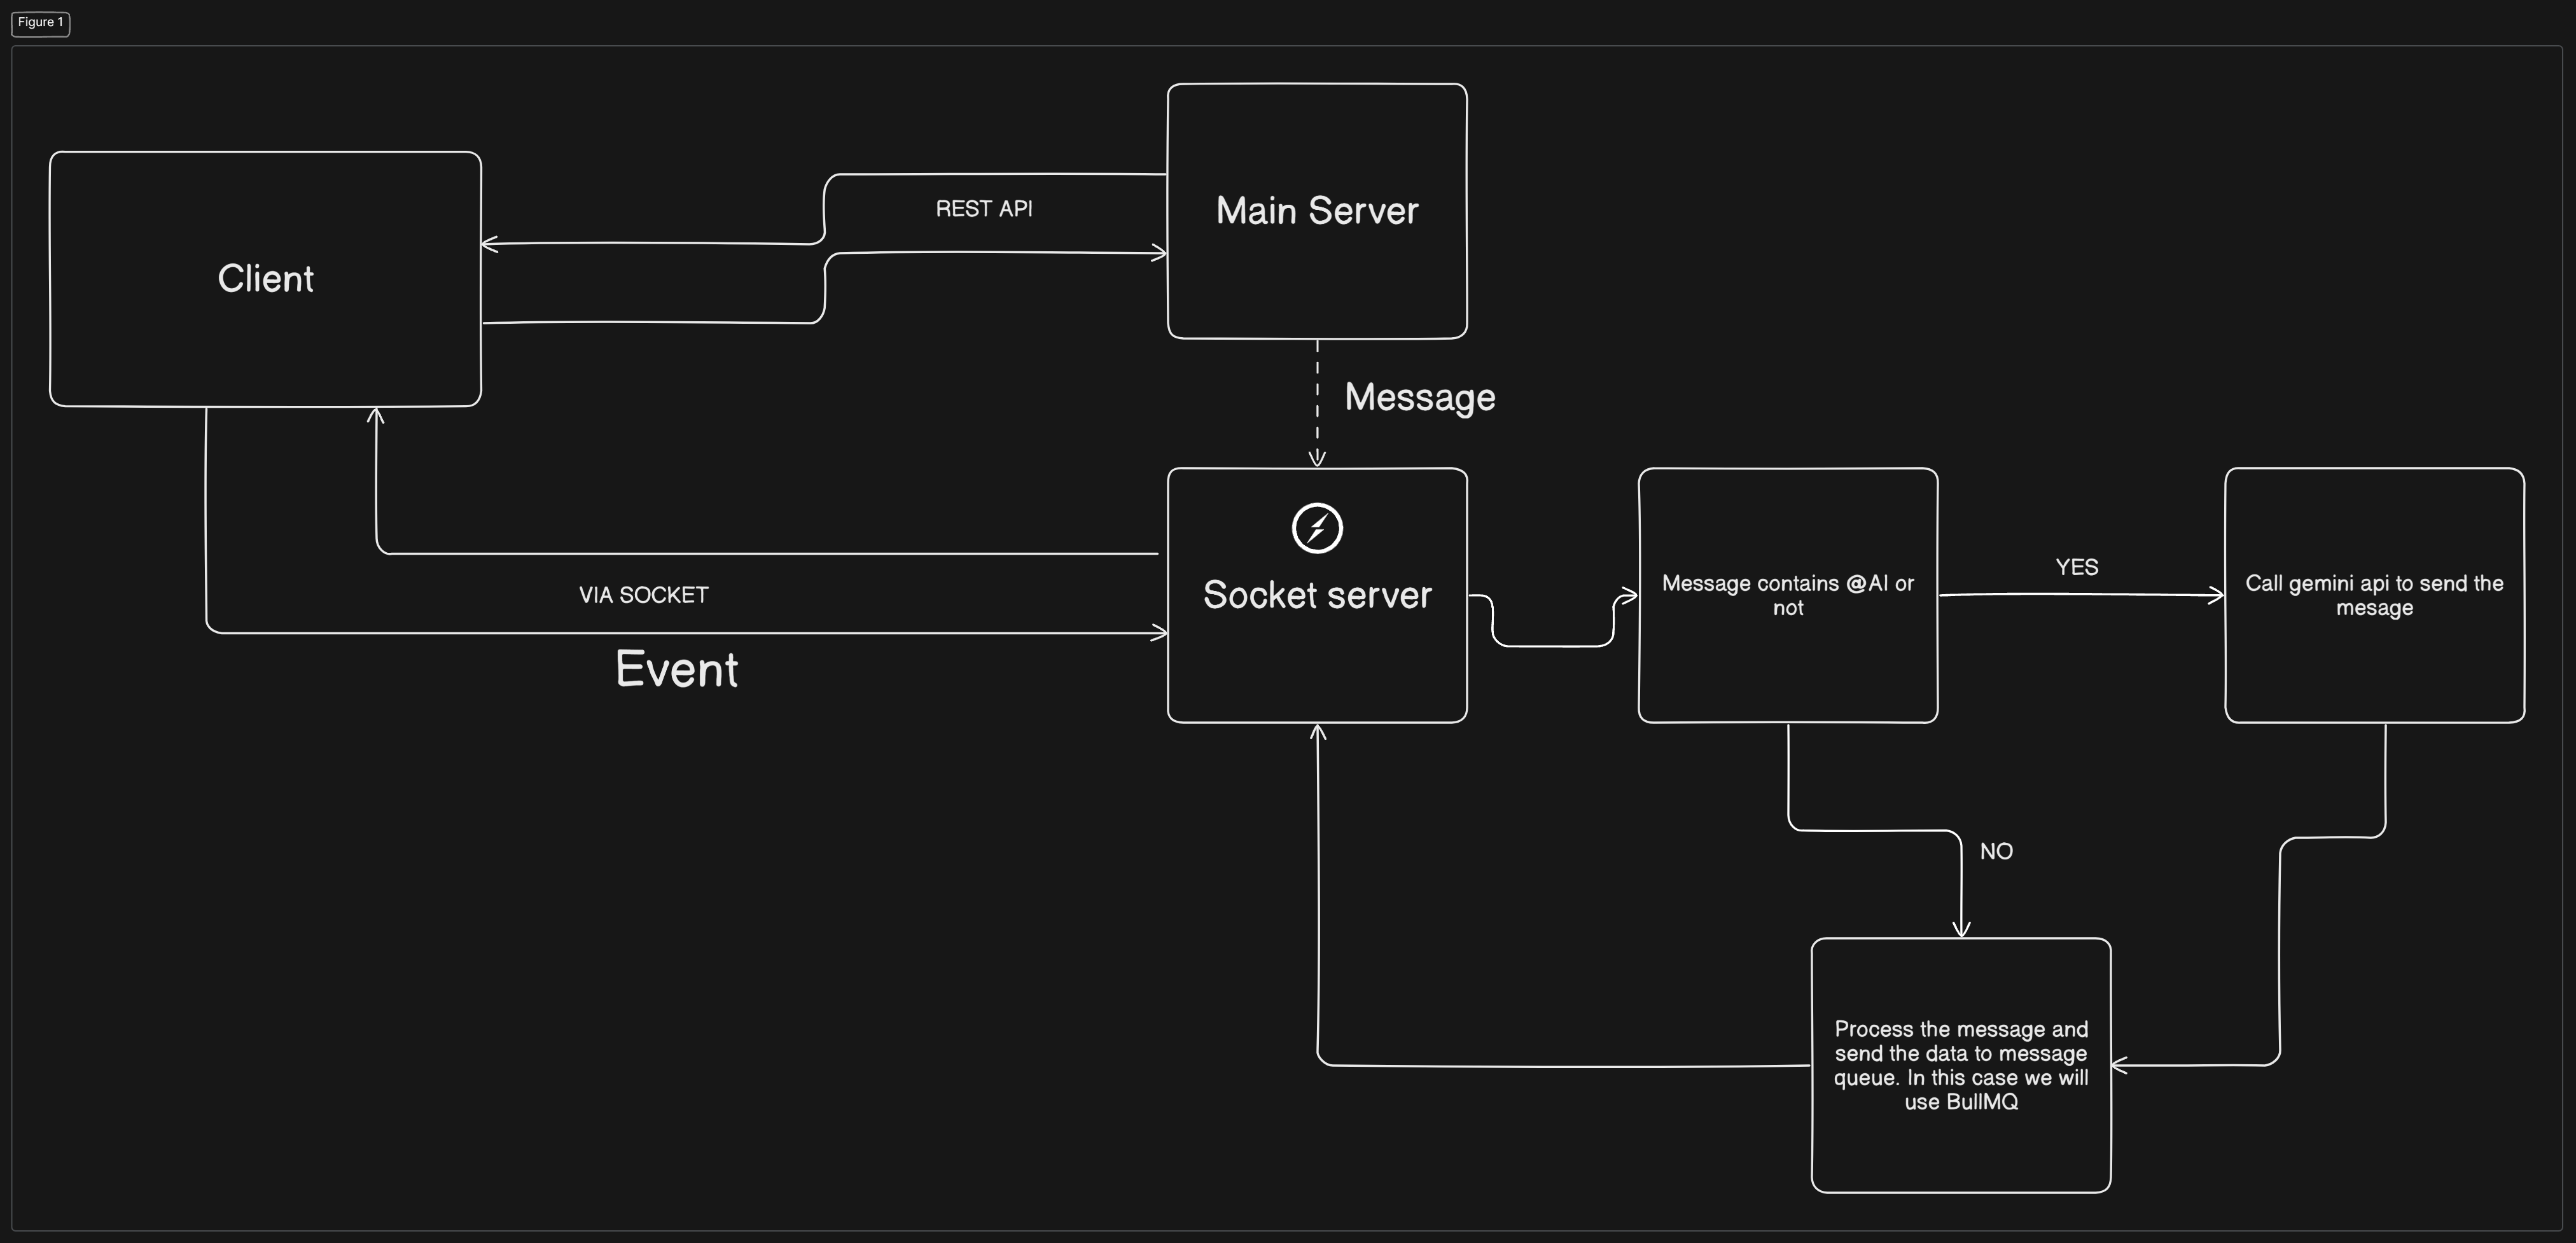 Figure 1
Main Server
REST API
Client
Message
Socket server
VIA SOCKET
Event
Message contains @AI or
not
YES
Call gemini api to send the
mesage
NO
Process the message and
send the data to message
queue. In this case we will
use BullMQ